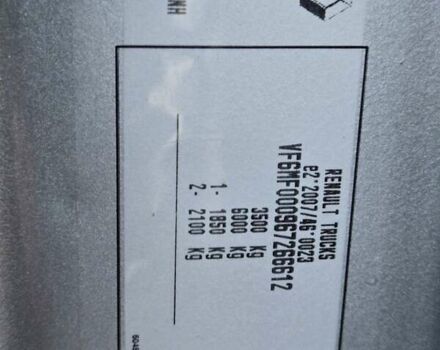 RENAULT TRUCKS
e2*2007/46*0023
VF6MF000967266612
3500 Kg
6000 Kg
1- 1850 Kg
2- 2100 Kg